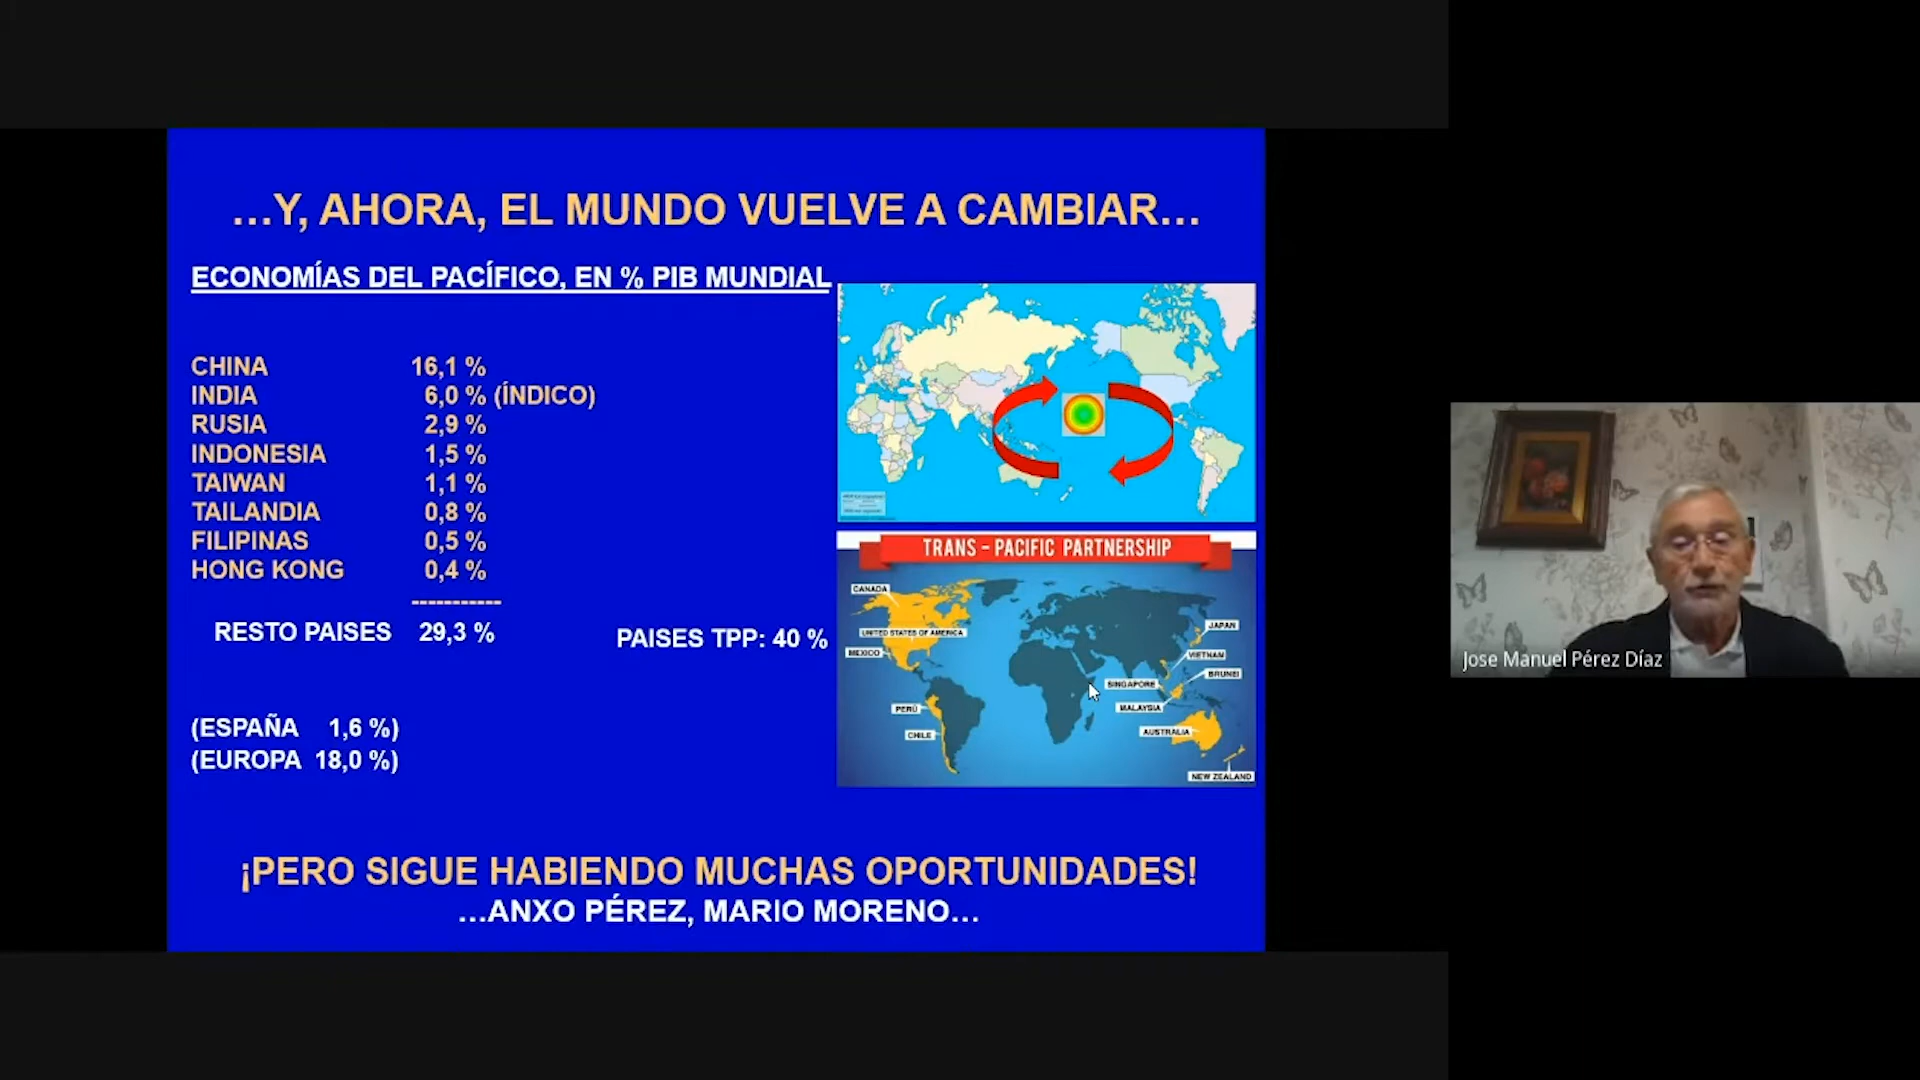 ...Y, AHORA, EL MUNDO VUELVE A CAMBIAR...
ECONOMÍAS DEL PACÍFICO, EN % PIB MUNDIAL
CHINA 16,1 %
INDIA 6,0 % (ÍNDICO)
RUSIA 2,9 %
INDONESIA 1,5 %
TAIWAN 1,1 %
TAILANDIA 0,8 %
FILIPINAS 0,5 %
HONG KONG 0,4 %
-----------
RESTO PAISES 29,3 %
PAISES TPP: 40 %
(ESPAÑA 1,6 %)
(EUROPA 18,0 %)
TRANS - PACIFIC PARTNERSHIP
CANADA
UNITED STATES OF AMERICA
MEXICO
PERÚ
CHILE
JAPAN
VIETNAM
BRUNEI
SINGAPORE
MALAYSIA
AUSTRALIA
NEW ZEALAND
¡PERO SIGUE HABIENDO MUCHAS OPORTUNIDADES!
...ANXO PÉREZ, MARIO MORENO...
Jose Manuel Pérez Díaz